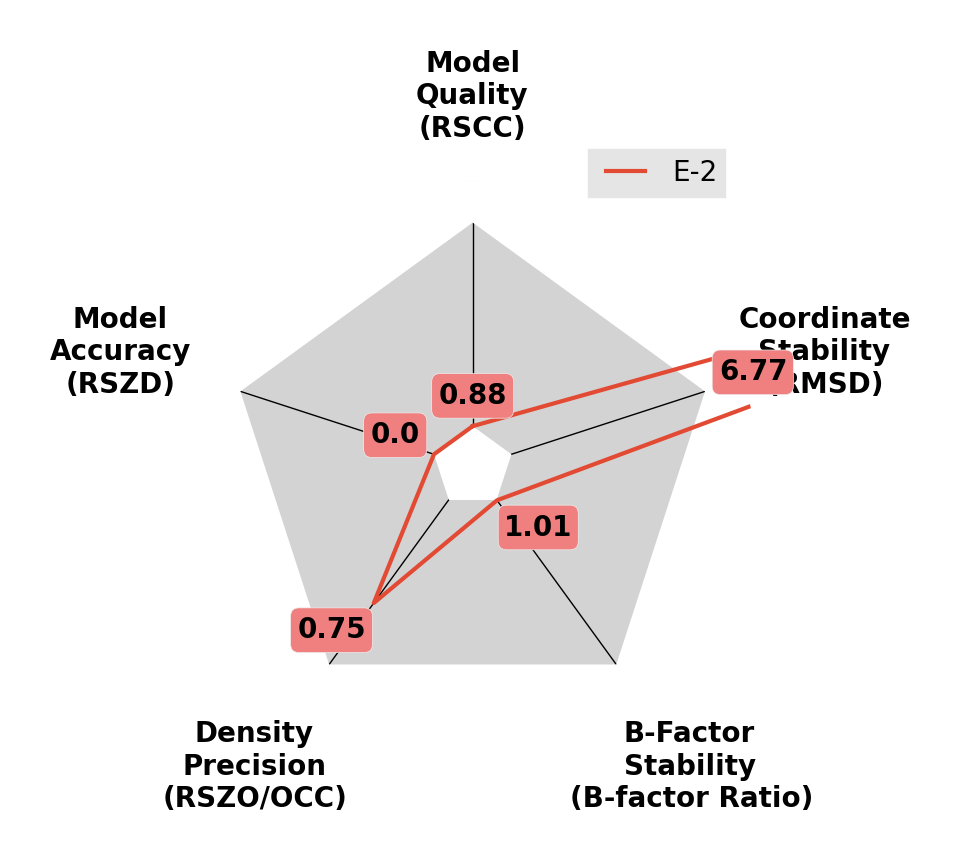 Model
Quality
(RSCC)
E-2
Model
Accuracy
(RSZD)
Coordinate
Stability
(RMSD)
6.77
0.88
0.0
1.01
0.75
Density
Precision
(RSZO/OCC)
B-Factor
Stability
(B-factor Ratio)